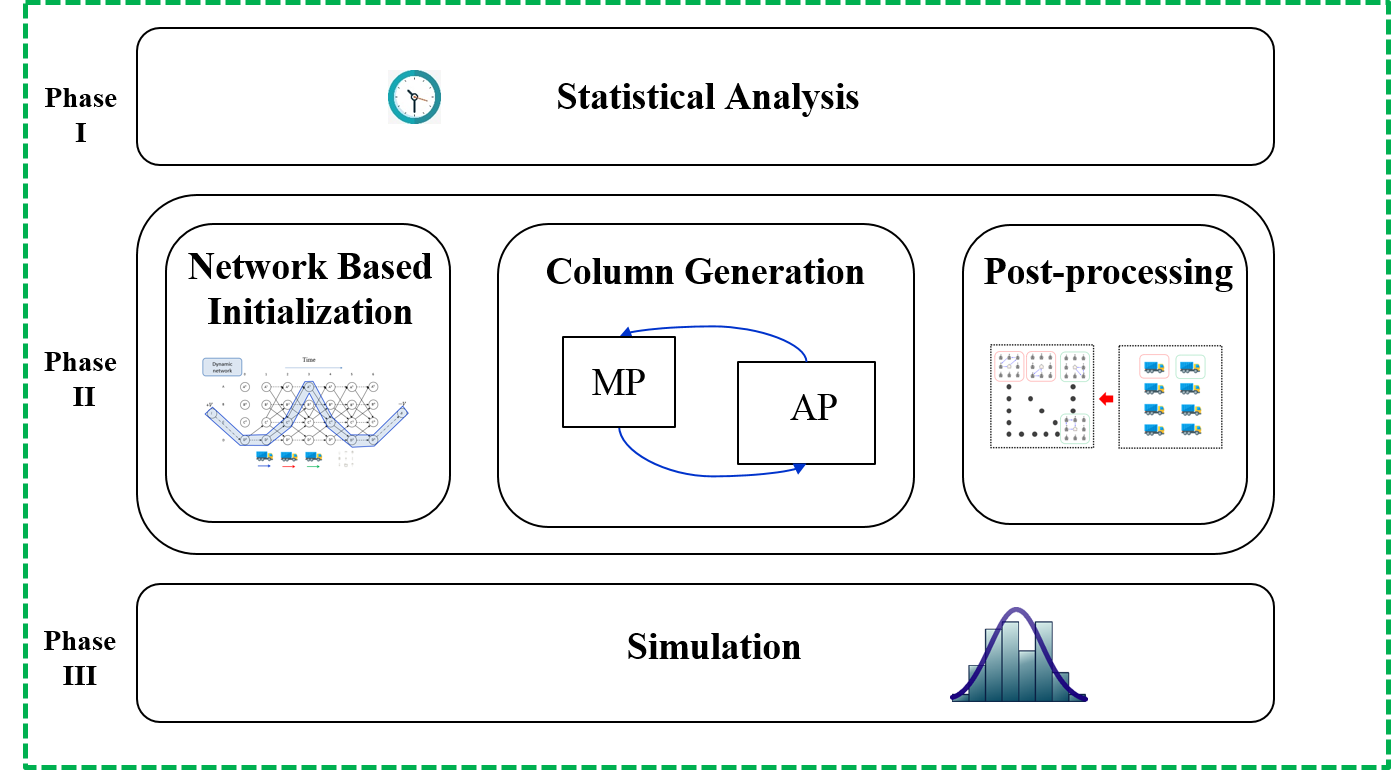 Phase
I
Statistical Analysis
Phase
II
Network Based
Initialization
Dynamic
network
Time
Column Generation
MP
AP
Post-processing
Phase
III
Simulation